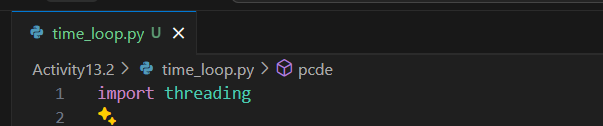 time_loop.py U
Activity13.2 > time_loop.py > pcde
1 import threading
2